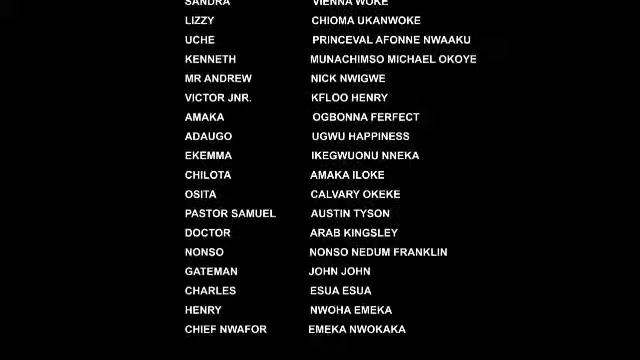 SANDRA VIENNA WOKE
LIZZY CHIOMA UKANWOKE
UCHE PRINCEVAL AFONNE NWAAKU
KENNETH MUNACHIMSO MICHAEL OKOYE
MR ANDREW NICK NWIGWE
VICTOR JNR. KFLOO HENRY
AMAKA OGBONNA FERFECT
ADAUGO UGWU HAPPINESS
EKEMMA IKEGWUONU NNEKA
CHILOTA AMAKA ILOKE
OSITA CALVARY OKEKE
PASTOR SAMUEL AUSTIN TYSON
DOCTOR ARAB KINGSLEY
NONSO NONSO NEDUM FRANKLIN
GATEMAN JOHN JOHN
CHARLES ESUA ESUA
HENRY NWOHA EMEKA
CHIEF NWAFOR EMEKA NWOKAKA